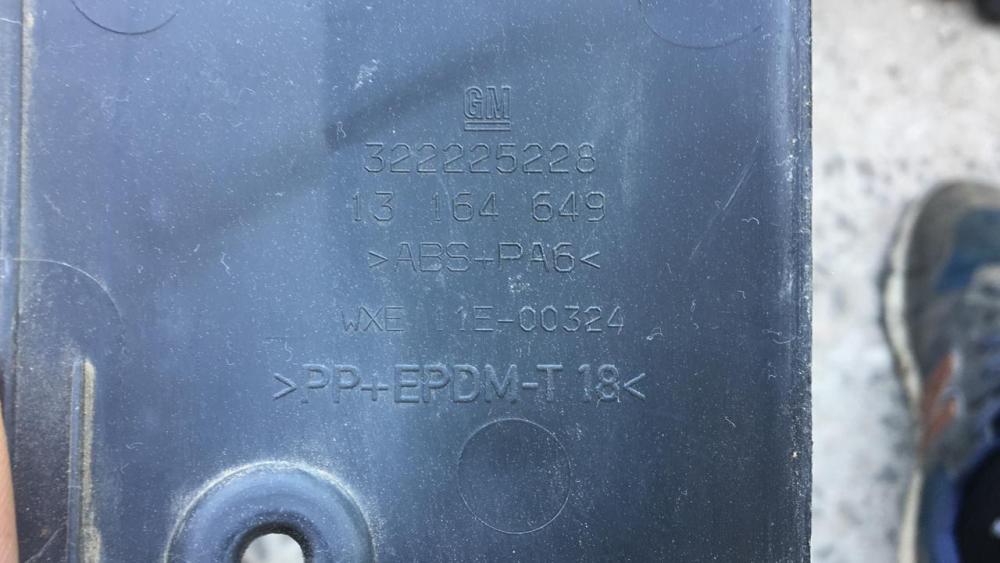 GM
322225228
13 164 649
>ABS+PA6<
WXE 11E-00324
>PP+EPDM-T 18<